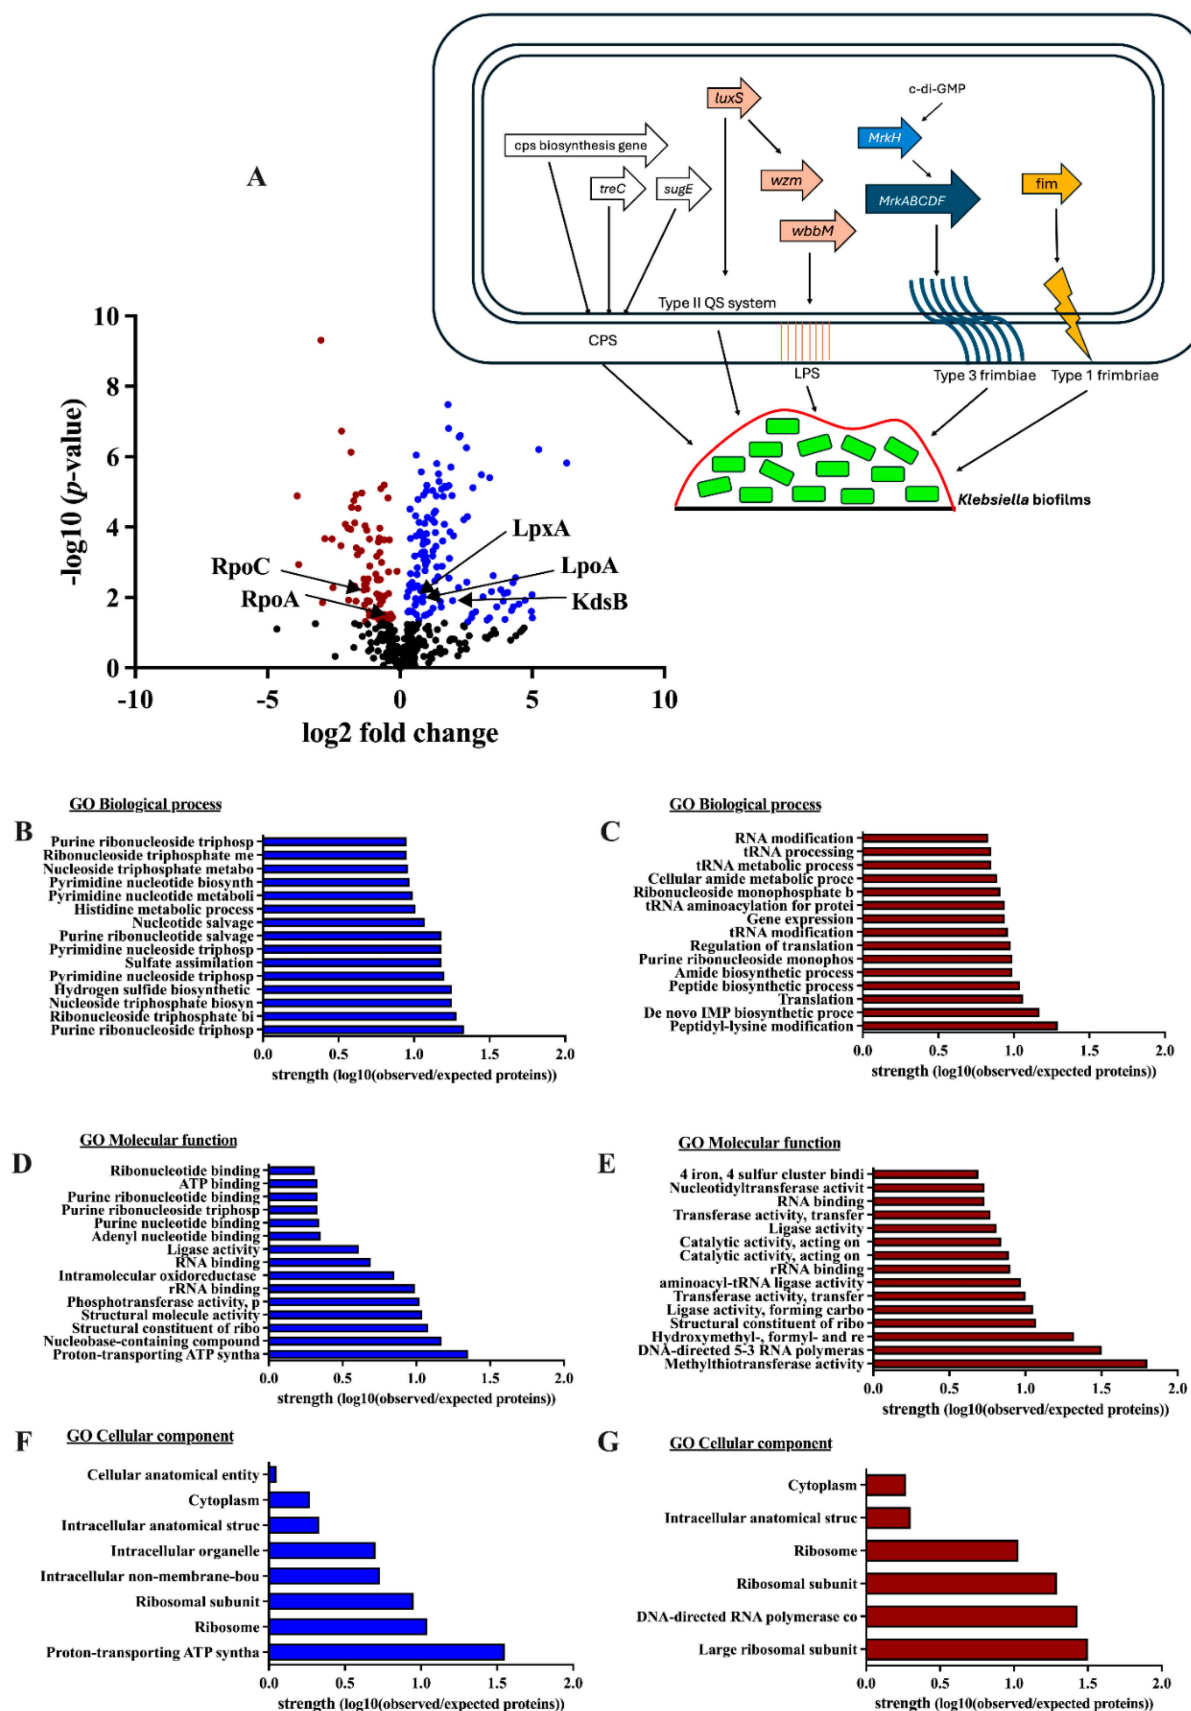 A
luxS
c-di-GMP
cps biosynthesis gene
MrkH
treC
sugE
wzm
MrkABCDF
fim
wbbM
Type II QS system
CPS
LPS
Type 3 frimbiae
Type 1 frimbriae
Klebsiella biofilms
-log10 (p-value)
10
8
6
4
2
0
LpxA
RpoC
LpoA
RpoA
KdsB
-10
-5
0
5
10
log2 fold change
B
GO Biological process
Purine ribonucleoside triphosp
Ribonucleoside triphosphate me
Nucleoside triphosphate metabo
Pyrimidine nucleotide biosynth
Pyrimidine nucleotide metaboli
Histidine metabolic process
Nucleotide salvage
Purine ribonucleotide salvage
Pyrimidine nucleotide triphosp
Sulfate assimilation
Pyrimidine nucleoside triphosp
Hydrogen sulfide biosynthetic
Nucleoside triphosphate biosyn
Ribonucleoside triphosphate bi
Purine ribonucleoside triphosp
0.0 0.5 1.0 1.5 2.0
strength (log10(observed/expected proteins))
C
GO Biological process
RNA modification
tRNA processing
tRNA metabolic process
Cellular amide metabolic proce
Ribonucleoside monophosphate b
tRNA aminoacylation for protei
Gene expression
tRNA modification
Regulation of translation
Purine ribonucleoside monophos
Amide biosynthetic process
Peptide biosynthetic process
Translation
De novo IMP biosynthetic proce
Peptidyl-lysine modification
0.0 0.5 1.0 1.5 2.0
strength (log10(observed/expected proteins))
D
GO Molecular function
Ribonucleotide binding
ATP binding
Purine ribonucleotide binding
Purine ribonucleoside triphosp
Purine nucleotide binding
Adenyl nucleotide binding
Ligase activity
RNA binding
Intramolecular oxidoreductase
rRNA binding
Phosphotransferase activity, p
Structural molecule activity
Structural constituent of ribo
Nucleobase-containing compound
Proton-transporting ATP syntha
0.0 0.5 1.0 1.5 2.0
strength (log10(observed/expected proteins))
E
GO Molecular function
4 iron, 4 sulfur cluster bindi
Nucleotidyltransferase activit
RNA binding
Transferase activity, transfer
Ligase activity
Catalytic activity, acting on
Catalytic activity, acting on
rRNA binding
aminoacyl-tRNA ligase activity
Transferase activity, transfer
Ligase activity, forming carbo
Structural constituent of ribo
Hydroxymethyl-, formyl- and re
DNA-directed 5-3 RNA polymeras
Methylthiotransferase activity
0.0 0.5 1.0 1.5 2.0
strength (log10(observed/expected proteins))
F
GO Cellular component
Cellular anatomical entity
Cytoplasm
Intracellular anatomical struc
Intracellular organelle
Intracellular non-membrane-bou
Ribosomal subunit
Ribosome
Proton-transporting ATP syntha
0.0 0.5 1.0 1.5 2.0
strength (log10(observed/expected proteins))
G
GO Cellular component
Cytoplasm
Intracellular anatomical struc
Ribosome
Ribosomal subunit
DNA-directed RNA polymerase co
Large ribosomal subunit
0.0 0.5 1.0 1.5 2.0
strength (log10(observed/expected proteins))